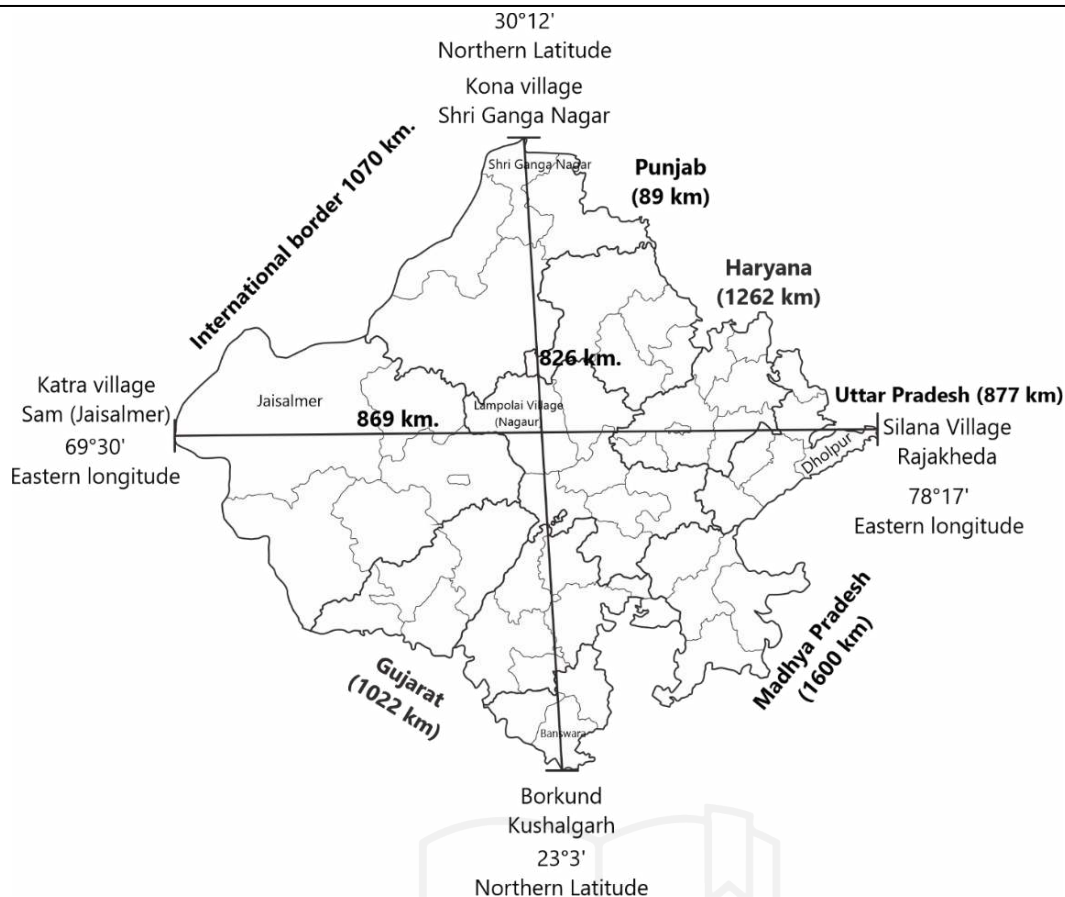 30°12'
Northern Latitude
Kona village
Shri Ganga Nagar
International border 1070 km.
Shri Ganga Nagar
Punjab
(89 km)
Haryana
(1262 km)
826 km.
Katra village
Sam (Jaisalmer)
69°30'
Eastern longitude
Jaisalmer
869 km.
Lampolai Village
(Nagaur)
Uttar Pradesh (877 km)
Silana Village
Rajakheda
78°17'
Eastern longitude
Dholpur
Madhya Pradesh
(1600 km)
Gujarat
(1022 km)
Banswara
Borkund
Kushalgarh
23°3'
Northern Latitude